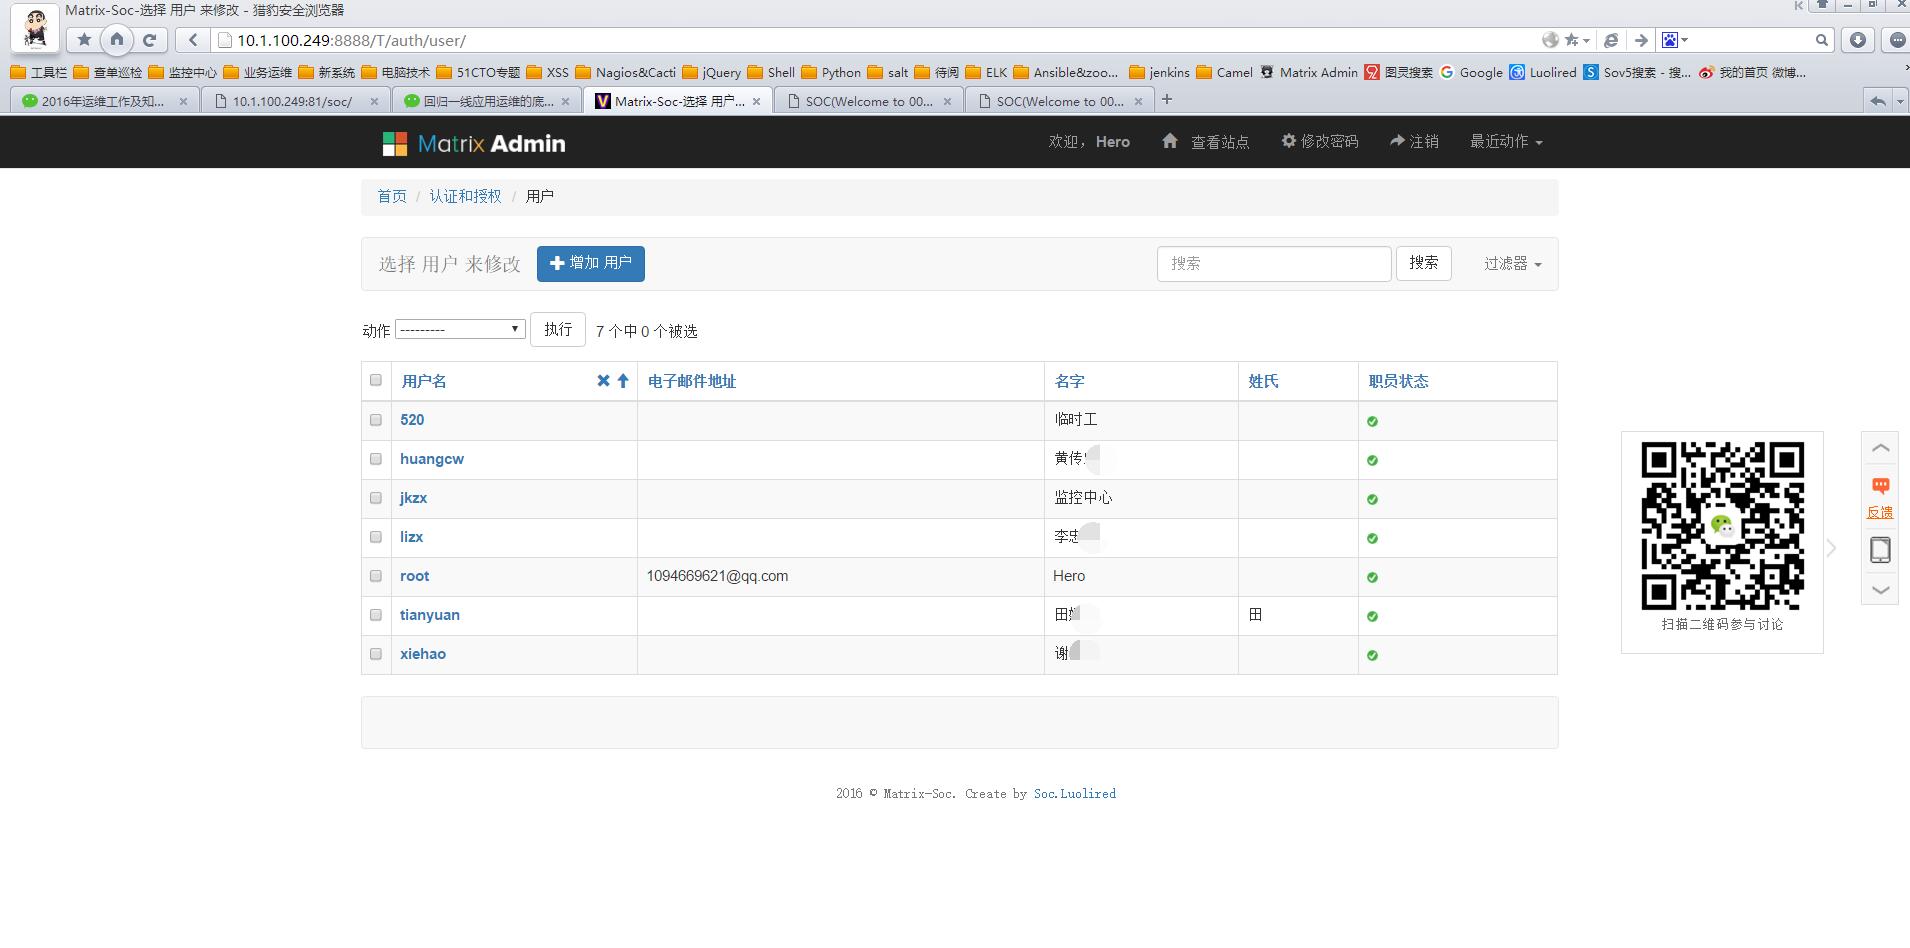 Matrix-Soc-选择 用户 来修改 - 猎豹安全浏览器
10.1.100.249:8888/T/auth/user/
工具栏 查单巡检 监控中心 业务运维 新系统 电脑技术 51CTO专题 XSS Nagios&Cacti jQuery Shell Python salt 待阅 ELK Ansible&zoo... jenkins Camel Matrix Admin 图灵搜索 Google Luolired Sov5搜索 - 搜... 我的首页 微博...
2016年运维工作及知... 10.1.100.249:81/soc/ 回归一线应用运维的底... Matrix-Soc-选择 用户... SOC(Welcome to 00... SOC(Welcome to 00...
Matrix Admin 欢迎，Hero 查看站点 修改密码 注销 最近动作
首页 / 认证和授权 / 用户
选择 用户 来修改 增加 用户 搜索 搜索 过滤器
动作 --------- 执行 7 个中 0 个被选
用户名 电子邮件地址 名字 姓氏 职员状态
520 临时工
huangcw 黄传
jkzx 监控中心
lizx 李忠
root 1094669621@qq.com Hero
tianyuan 田 田
xiehao 谢
反馈
扫描二维码参与讨论
2016 © Matrix-Soc. Create by Soc.Luolired